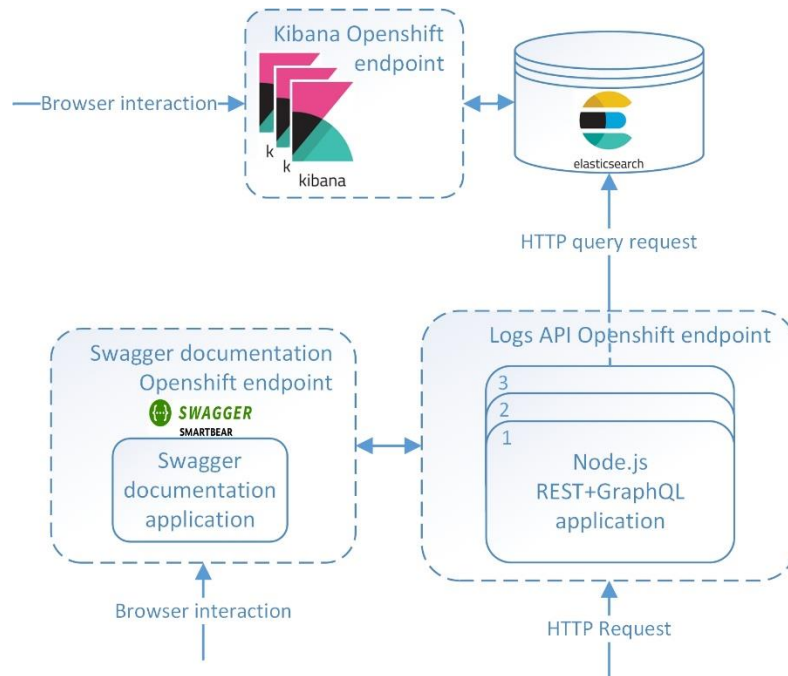 Kibana Openshift
endpoint
Browser interaction
k
k
kibana
elasticsearch
HTTP query request
Logs API Openshift endpoint
Swagger documentation
Openshift endpoint
SWAGGER
SMARTBEAR
Swagger
documentation
application
3
2
1
Node.js
REST+GraphQL
application
Browser interaction
HTTP Request